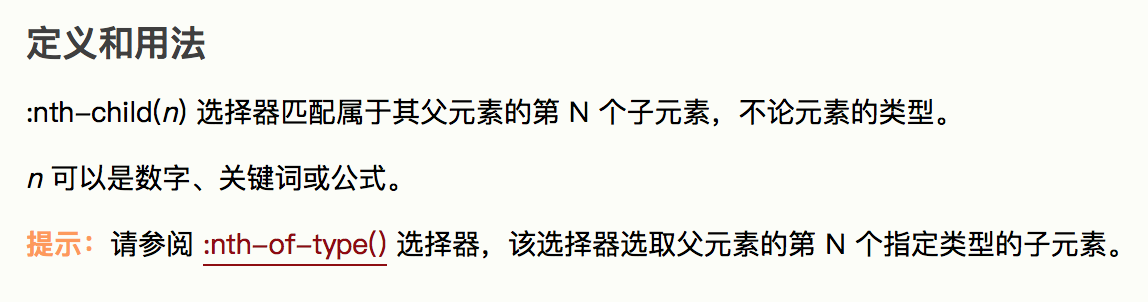 定义和用法
:nth-child(n) 选择器匹配属于其父元素的第 N 个子元素，不论元素的类型。
n 可以是数字、关键词或公式。
提示：请参阅 :nth-of-type() 选择器，该选择器选取父元素的第 N 个指定类型的子元素。